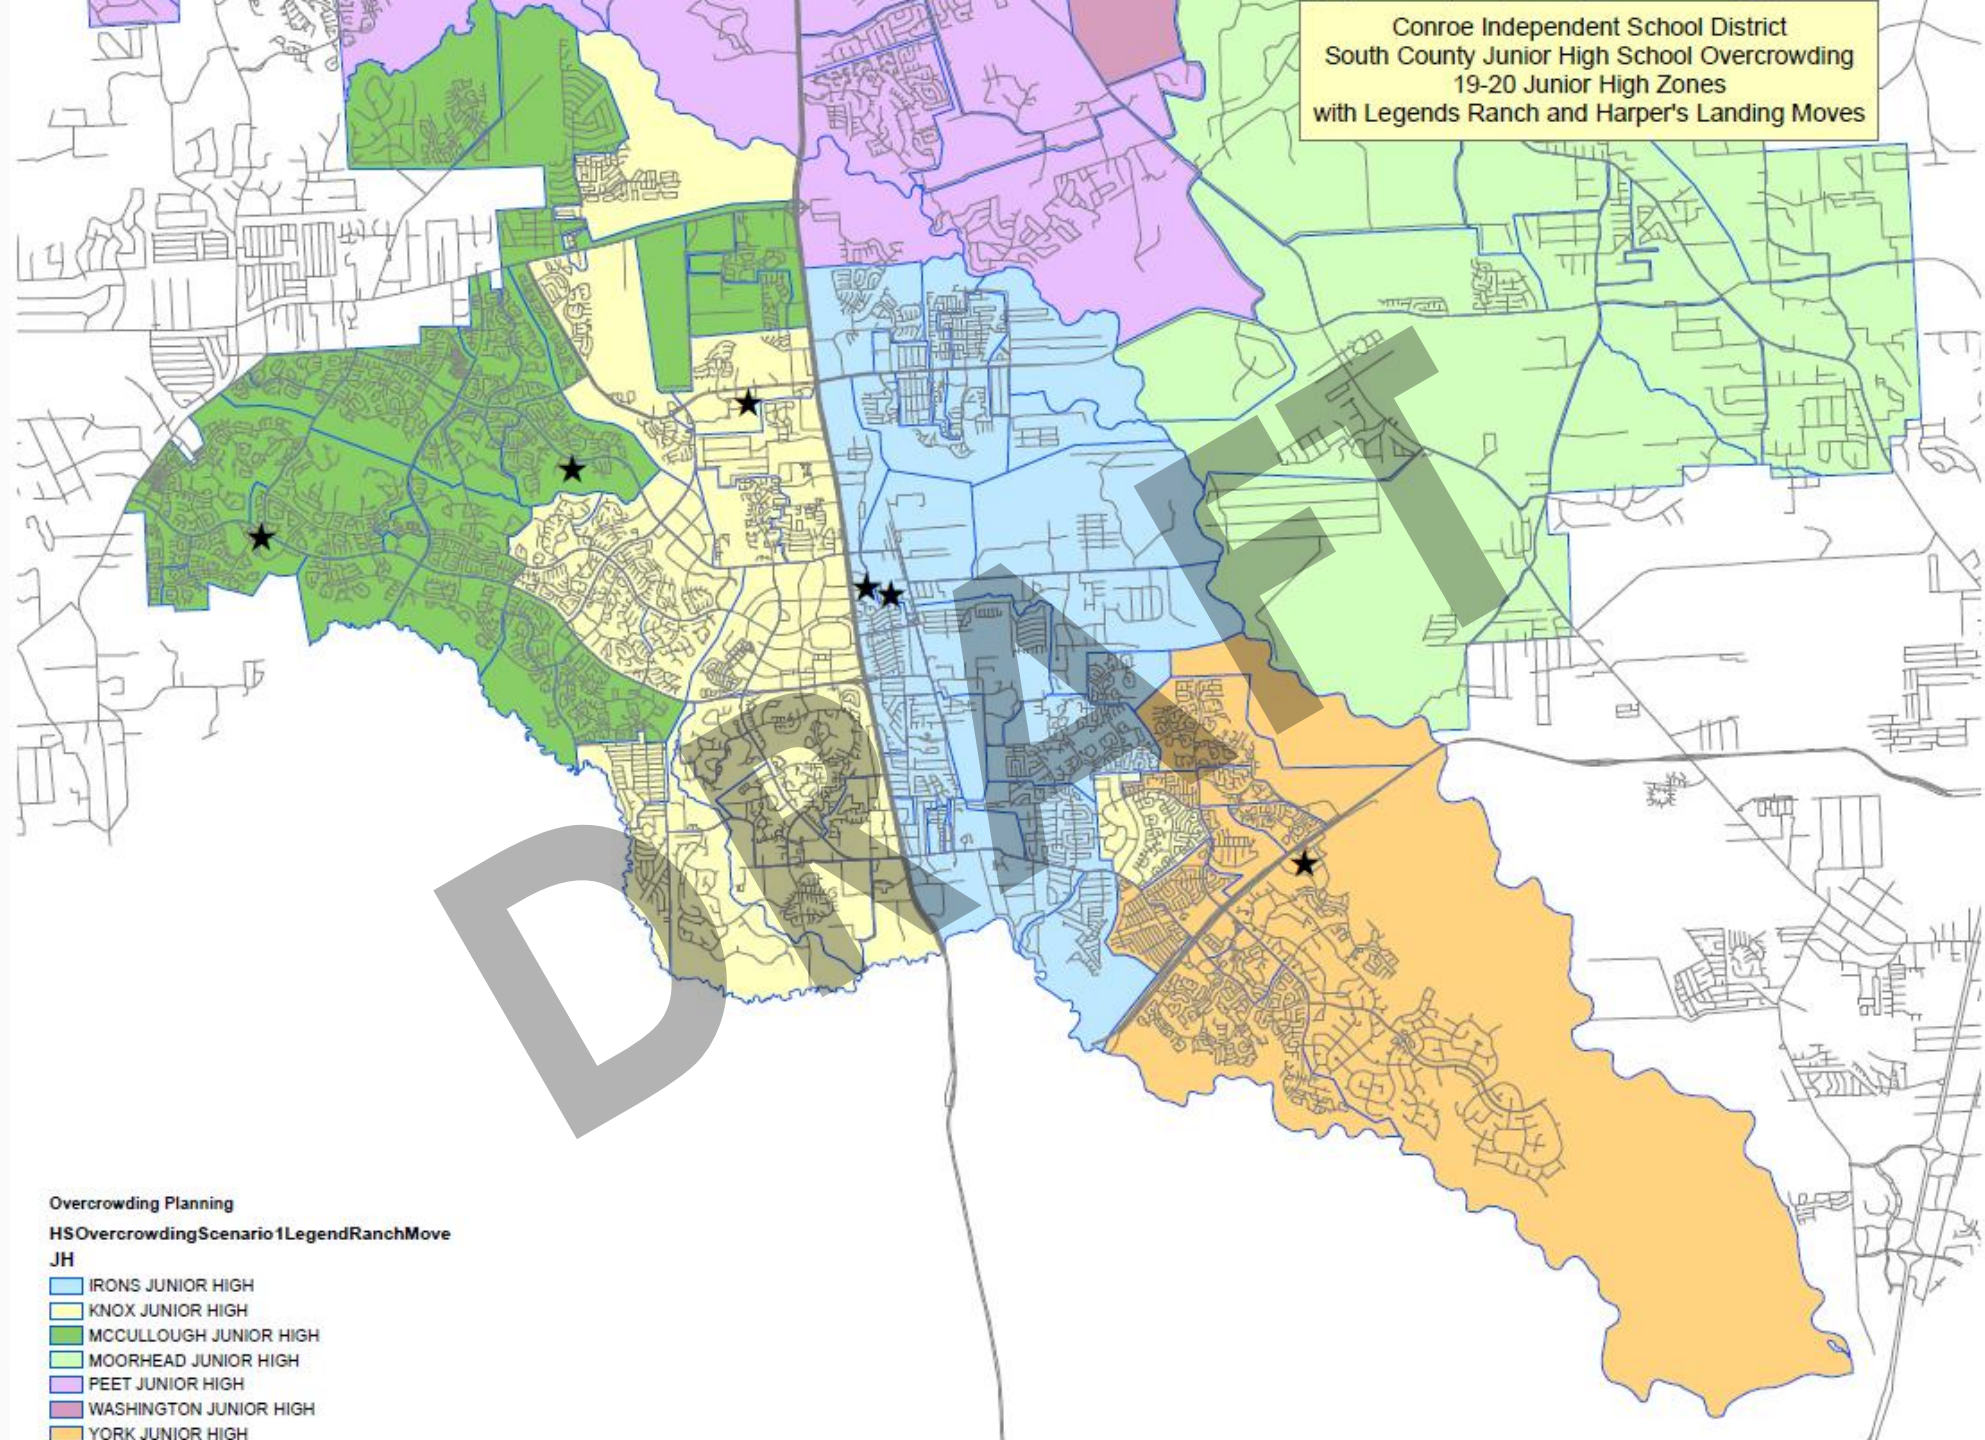 Conroe Independent School District
South County Junior High School Overcrowding
19-20 Junior High Zones
with Legends Ranch and Harper's Landing Moves
DRAFT
Overcrowding Planning
HSOvercrowdingScenario1LegendRanchMove
JH
IRONS JUNIOR HIGH
KNOX JUNIOR HIGH
MCCULLOUGH JUNIOR HIGH
MOORHEAD JUNIOR HIGH
PEET JUNIOR HIGH
WASHINGTON JUNIOR HIGH
YORK JUNIOR HIGH